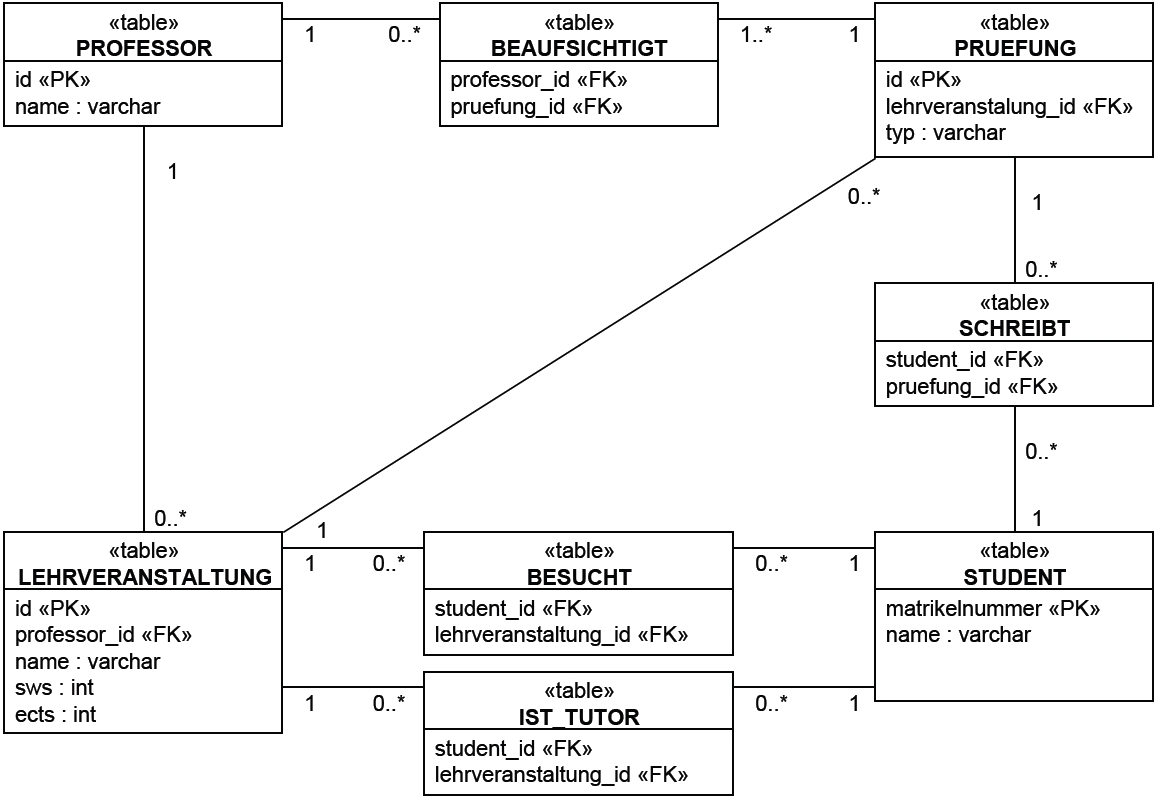 «table»
PROFESSOR
id «PK»
name : varchar
1
0..*
«table»
BEAUFSICHTIGT
professor_id «FK»
pruefung_id «FK»
1..*
1
«table»
PRUEFUNG
id «PK»
lehrveranstalung_id «FK»
typ : varchar
1
0..*
1
0..*
«table»
SCHREIBT
student_id «FK»
pruefung_id «FK»
0..*
1
0..*
1
«table»
LEHRVERANSTALTUNG
id «PK»
professor_id «FK»
name : varchar
sws : int
ects : int
1
0..*
«table»
BESUCHT
student_id «FK»
lehrveranstaltung_id «FK»
0..*
1
«table»
STUDENT
matrikelnummer «PK»
name : varchar
1
0..*
«table»
IST_TUTOR
student_id «FK»
lehrveranstaltung_id «FK»
0..*
1